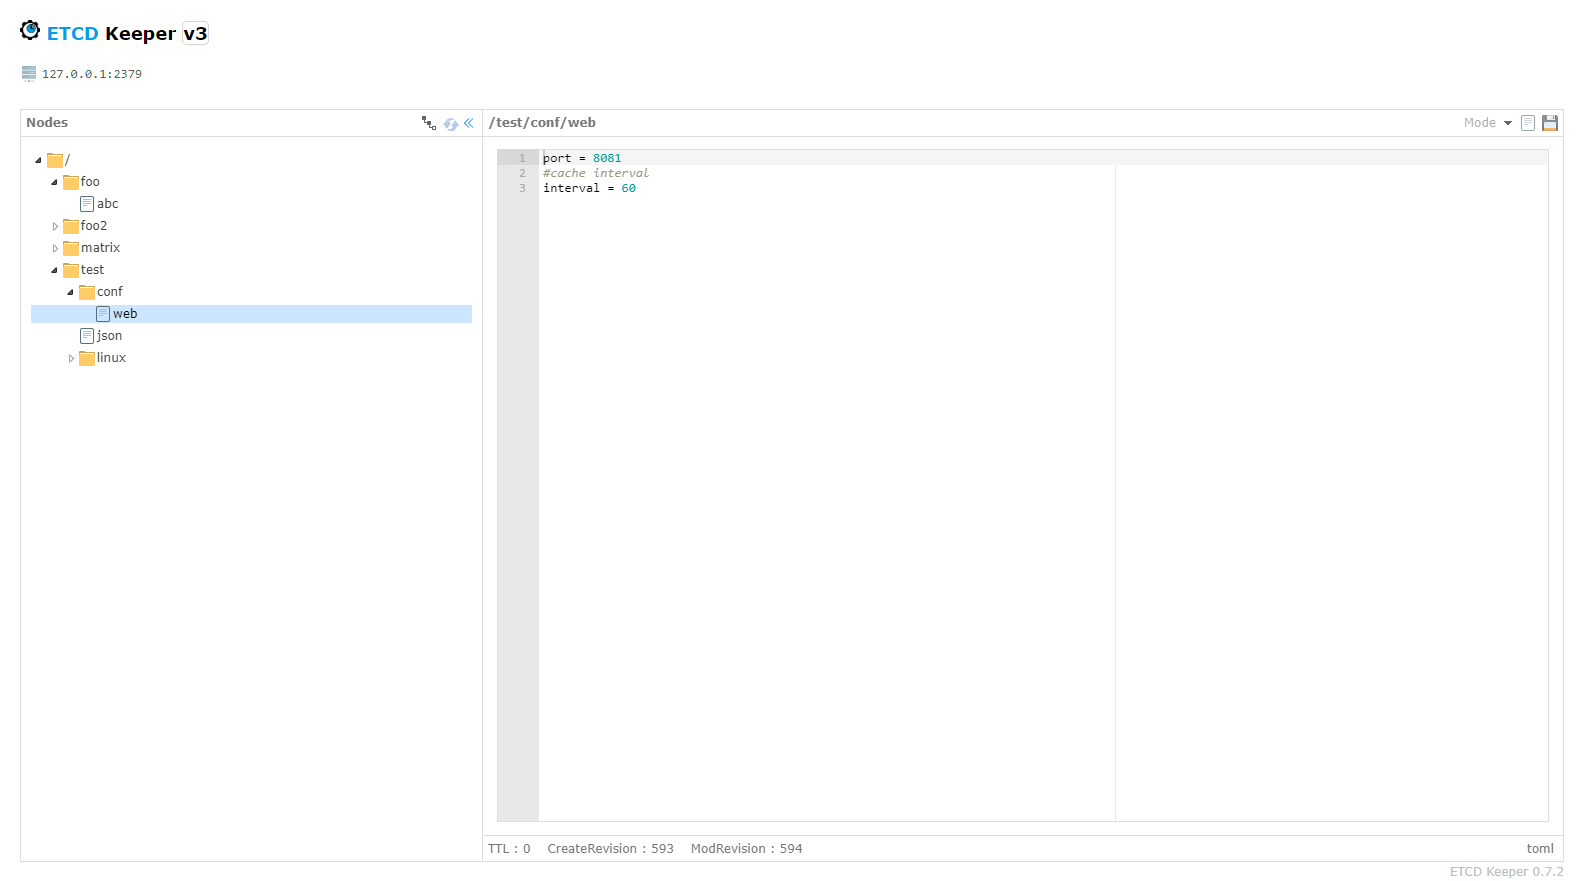 ETCD Keeper v3
127.0.0.1:2379
Nodes
/
foo
abc
foo2
matrix
test
conf
web
json
linux
/test/conf/web
Mode
1 port = 8081
2 #cache interval
3 interval = 60
TTL : 0 CreateRevision : 593 ModRevision : 594 toml
ETCD Keeper 0.7.2